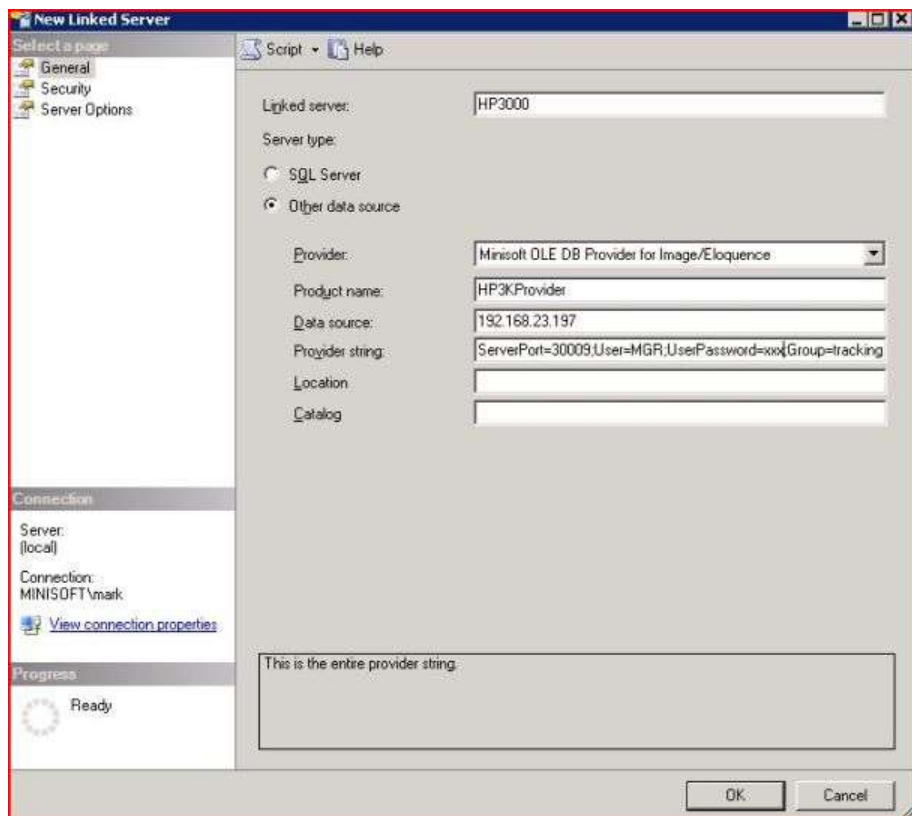 New Linked Server
Select a page
General
Security
Server Options
Script Help
Linked server: HP3000
Server type:
SQL Server
Other data source
Provider: Minisoft OLE DB Provider for Image/Eloquence
Product name: HP3KProvider
Data source: 192.168.23.197
Provider string: ServerPort=30009;User=MGR;UserPassword=xxx;Group=tracking
Location
Catalog
Connection
Server:
(local)
Connection:
MINISOFT\mark
View connection properties
Progress
Ready
This is the entire provider string.
OK Cancel